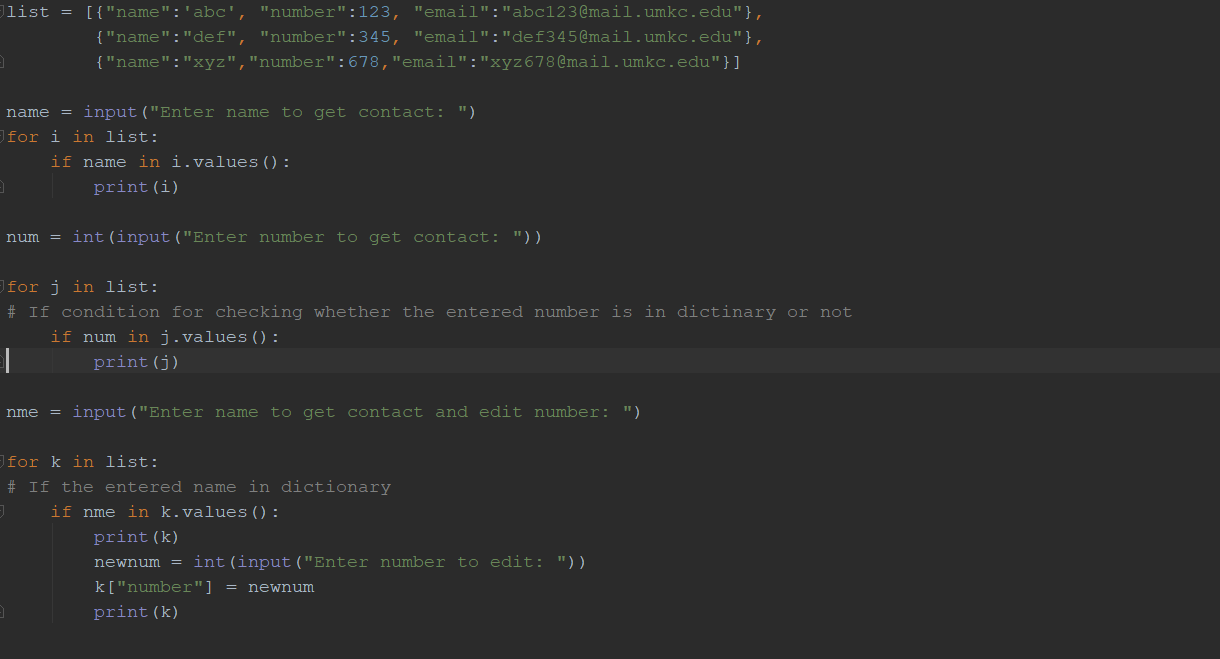 list = [{"name":'abc', "number":123, "email":"abc123@mail.umkc.edu"},
        {"name":"def", "number":345, "email":"def345@mail.umkc.edu"},
        {"name":"xyz","number":678,"email":"xyz678@mail.umkc.edu"}]

name = input("Enter name to get contact: ")
for i in list:
    if name in i.values():
        print(i)

num = int(input("Enter number to get contact: "))

for j in list:
# If condition for checking whether the entered number is in dictinary or not
    if num in j.values():
        print(j)

nme = input("Enter name to get contact and edit number: ")

for k in list:
# If the entered name in dictionary
    if nme in k.values():
        print(k)
        newnum = int(input("Enter number to edit: "))
        k["number"] = newnum
        print(k)